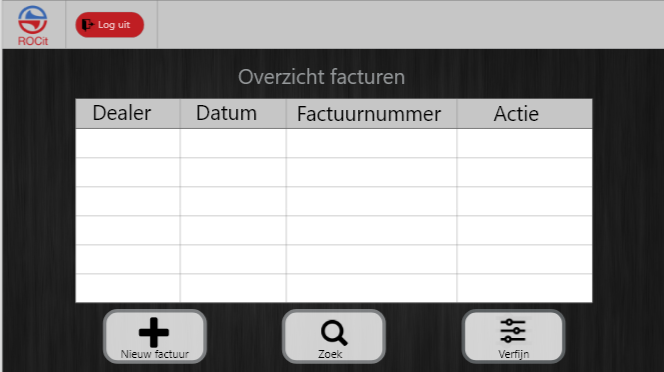 ROCit
Log uit
Overzicht facturen
Dealer Datum Factuurnummer Actie
Nieuw factuur Zoek Verfijn